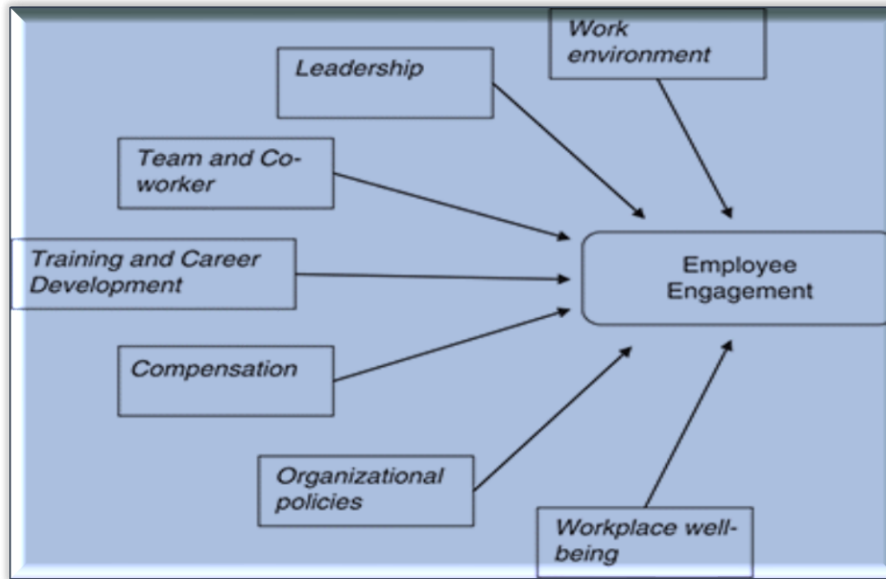 Work
environment
Leadership
Team and Co-
worker
Training and Career
Development
Employee
Engagement
Compensation
Organizational
policies
Workplace well-
being